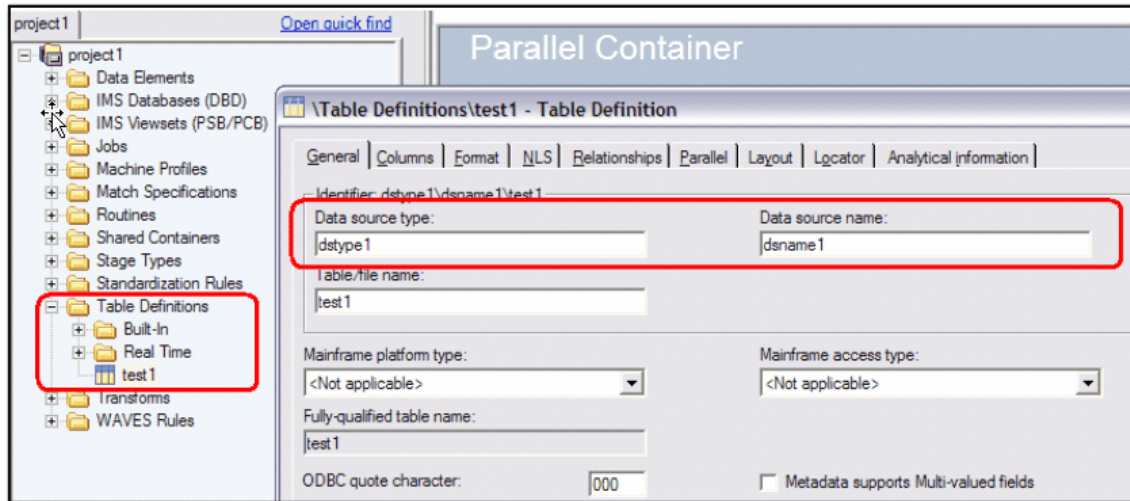 project1
Open quick find
project1
Data Elements
IMS Databases (DBD)
IMS Viewsets (PSB/PCB)
Jobs
Machine Profiles
Match Specifications
Routines
Shared Containers
Stage Types
Standardization Rules
Table Definitions
Built-In
Real Time
test1
Transforms
WAVES Rules
Parallel Container
\Table Definitions\test1 - Table Definition
General Columns Format NLS Relationships Parallel Layout Locator Analytical information
Identifier: dstype1\dsname1\test1
Data source type: Data source name:
dstype1 dsname1
Table/file name:
test1
Mainframe platform type: Mainframe access type:
<Not applicable> <Not applicable>
Fully-qualified table name:
test1
ODBC quote character: 000 Metadata supports Multi-valued fields